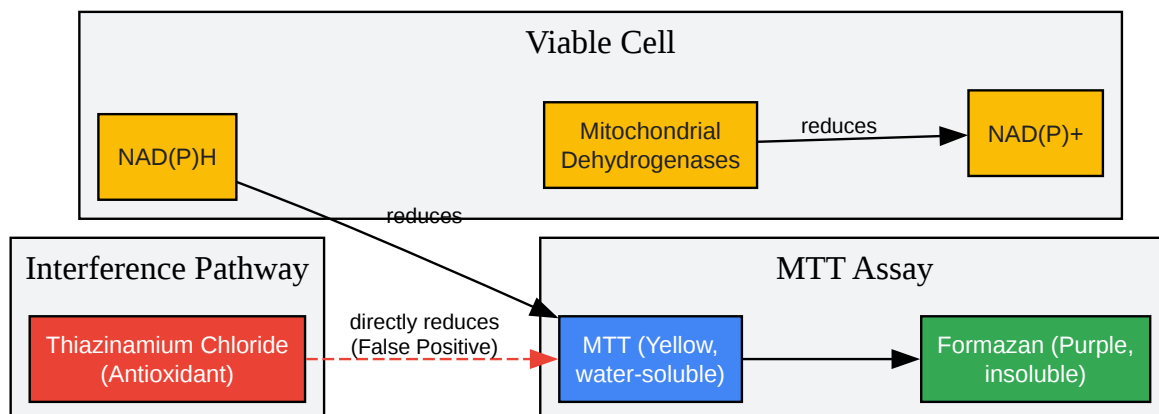 Viable Cell
NAD(P)H
Mitochondrial
Dehydrogenases
reduces
NAD(P)+
reduces
Interference Pathway
Thiazinamium Chloride
(Antioxidant)
directly reduces
(False Positive)
MTT Assay
MTT (Yellow,
water-soluble)
Formazan (Purple,
insoluble)